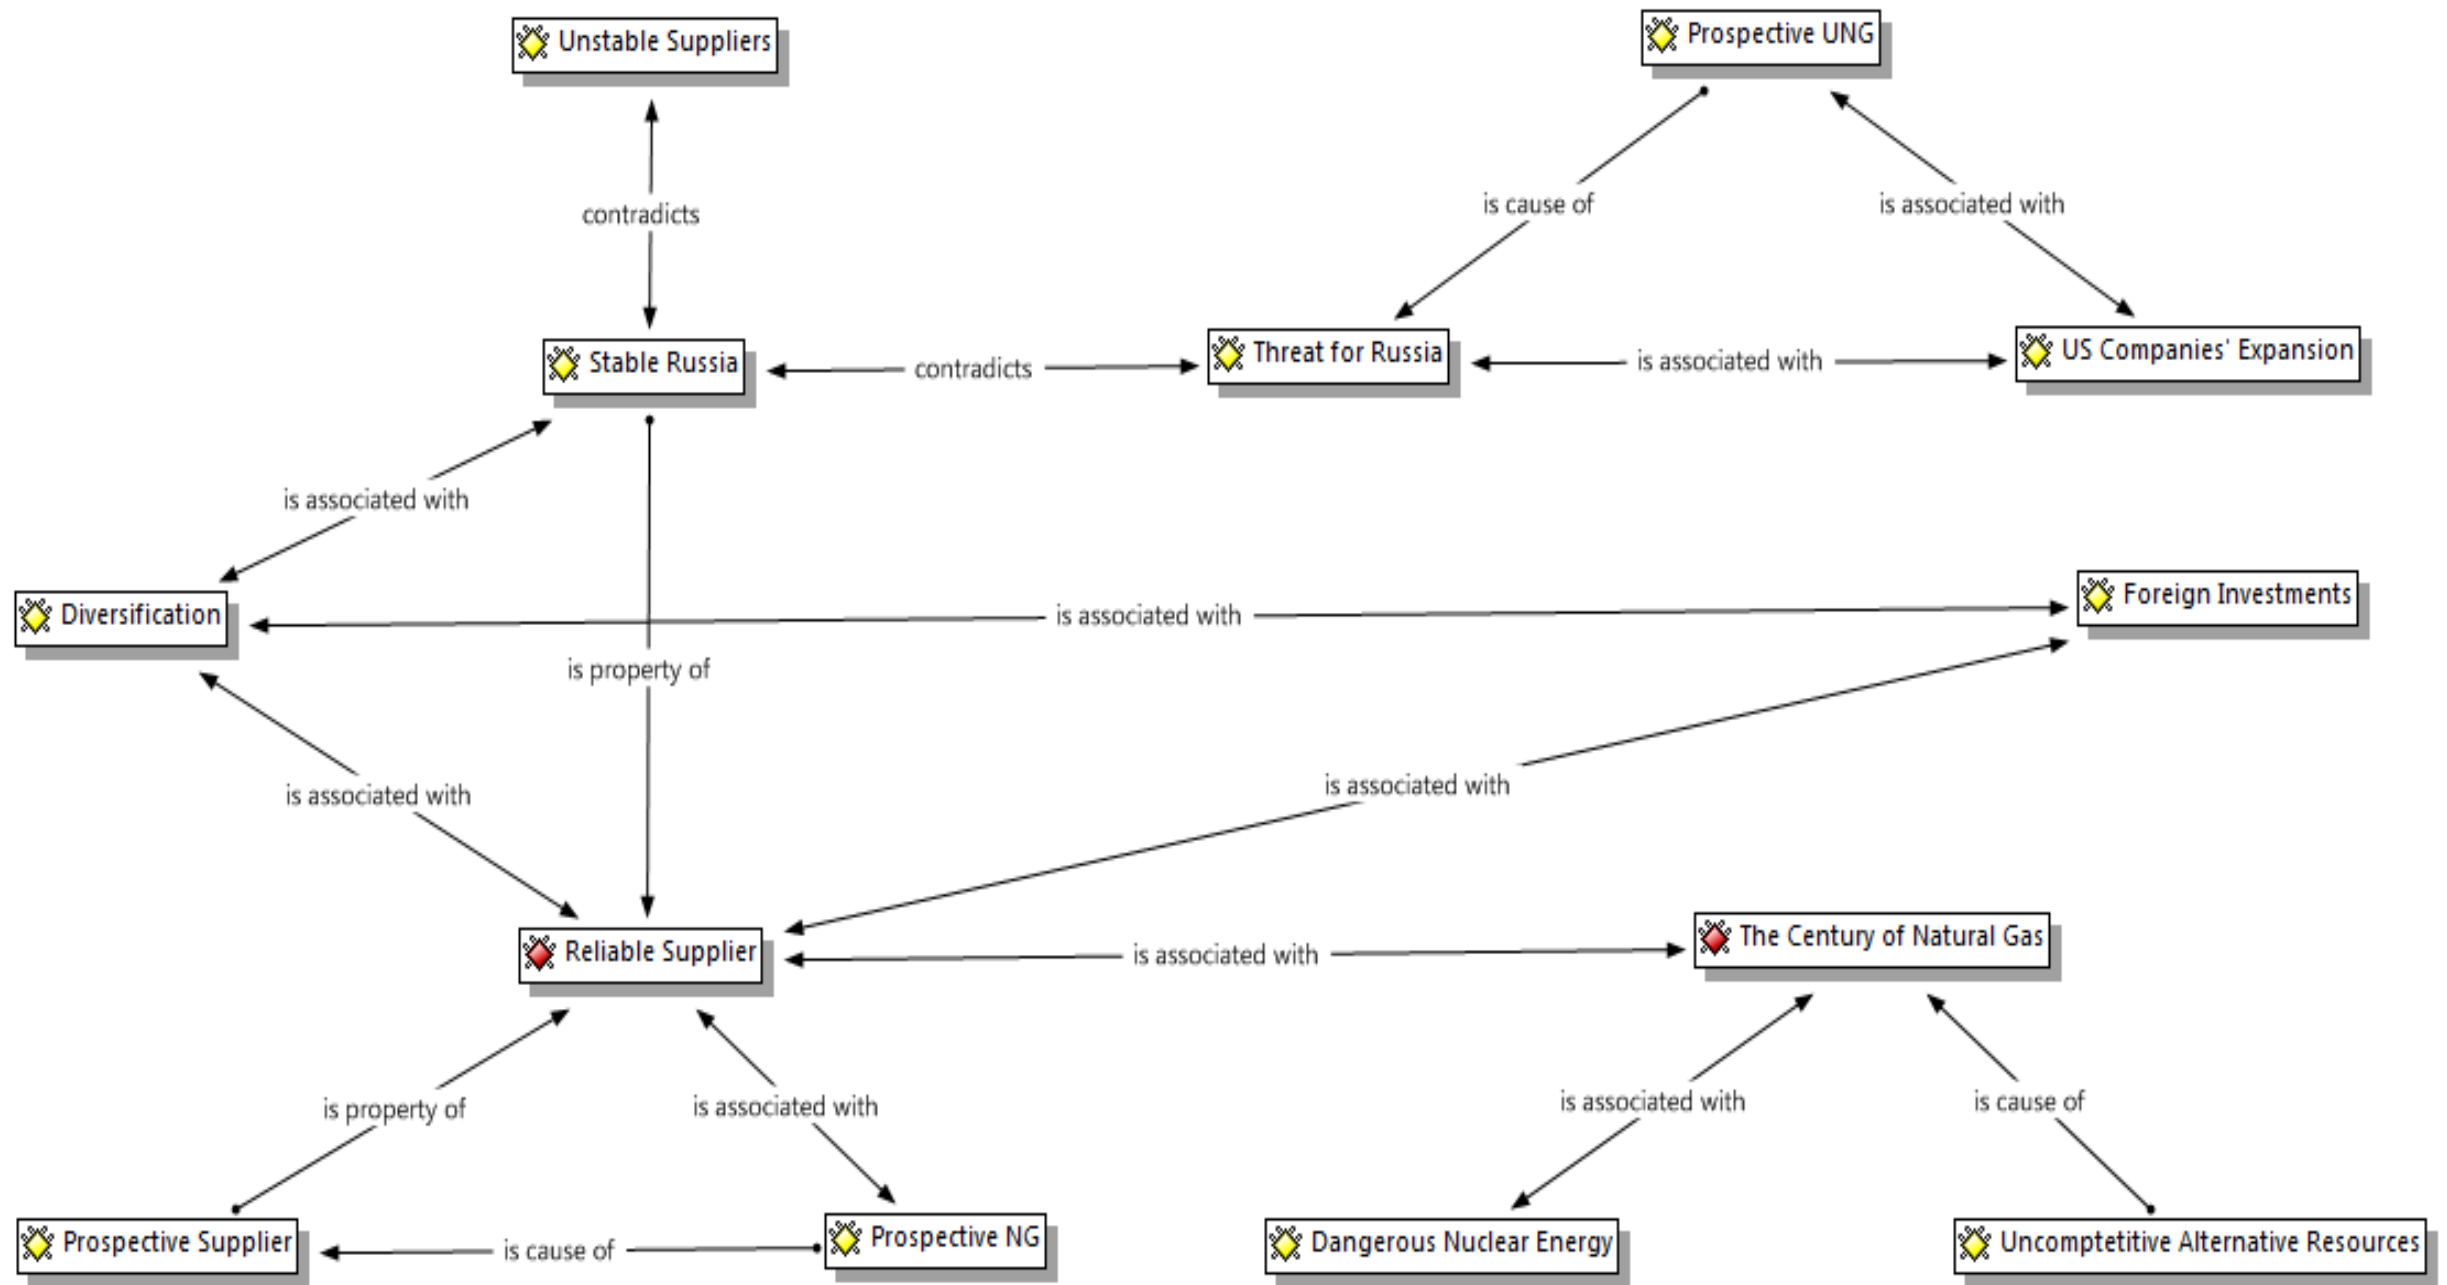 Unstable Suppliers
Prospective UNG
contradicts
is cause of
is associated with
Stable Russia
contradicts
Threat for Russia
is associated with
US Companies' Expansion
is associated with
Diversification
is associated with
Foreign Investments
is property of
is associated with
is associated with
Reliable Supplier
is associated with
The Century of Natural Gas
is property of
is associated with
is associated with
is cause of
Prospective Supplier
is cause of
Prospective NG
Dangerous Nuclear Energy
Uncomptetitive Alternative Resources